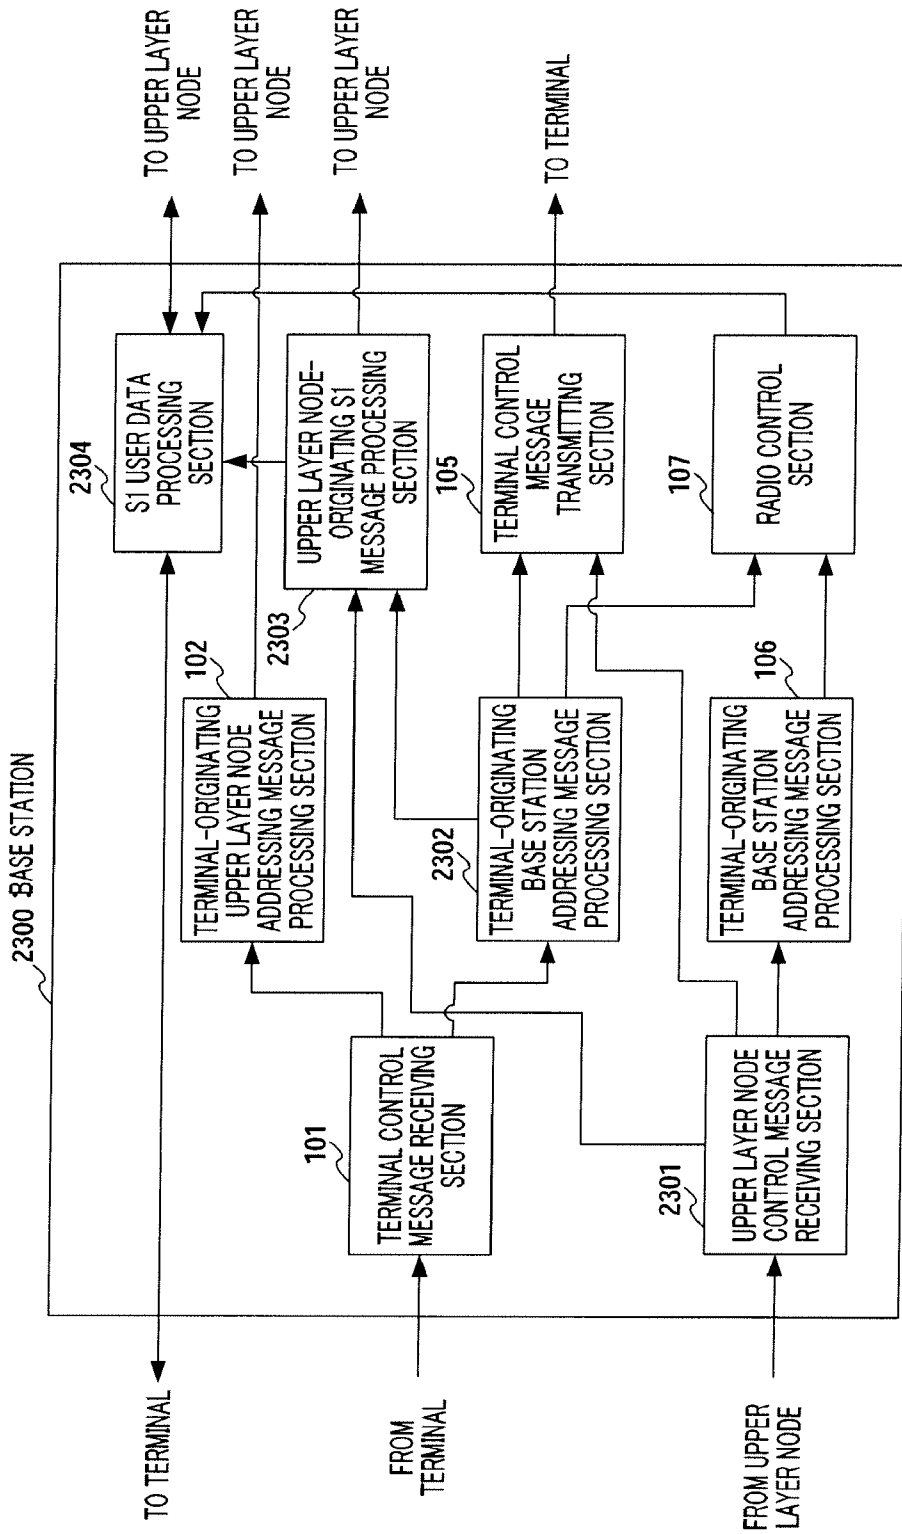 2300 BASE STATION
TO TERMINAL
FROM
TERMINAL
FROM UPPER
LAYER NODE
101
TERMINAL CONTROL
MESSAGE RECEIVING
SECTION
2301
UPPER LAYER NODE
CONTROL MESSAGE
RECEIVING SECTION
102
TERMINAL-ORIGINATING
UPPER LAYER NODE
ADDRESSING MESSAGE
PROCESSING SECTION
2302
TERMINAL-ORIGINATING
BASE STATION
ADDRESSING MESSAGE
PROCESSING SECTION
106
TERMINAL-ORIGINATING
BASE STATION
ADDRESSING MESSAGE
PROCESSING SECTION
2304
S1 USER DATA
PROCESSING
SECTION
2303
UPPER LAYER NODE-
ORIGINATING S1
MESSAGE PROCESSING
SECTION
105
TERMINAL CONTROL
MESSAGE
TRANSMITTING
SECTION
107
RADIO CONTROL
SECTION
TO UPPER LAYER
NODE
TO UPPER LAYER
NODE
TO UPPER LAYER
NODE
TO TERMINAL